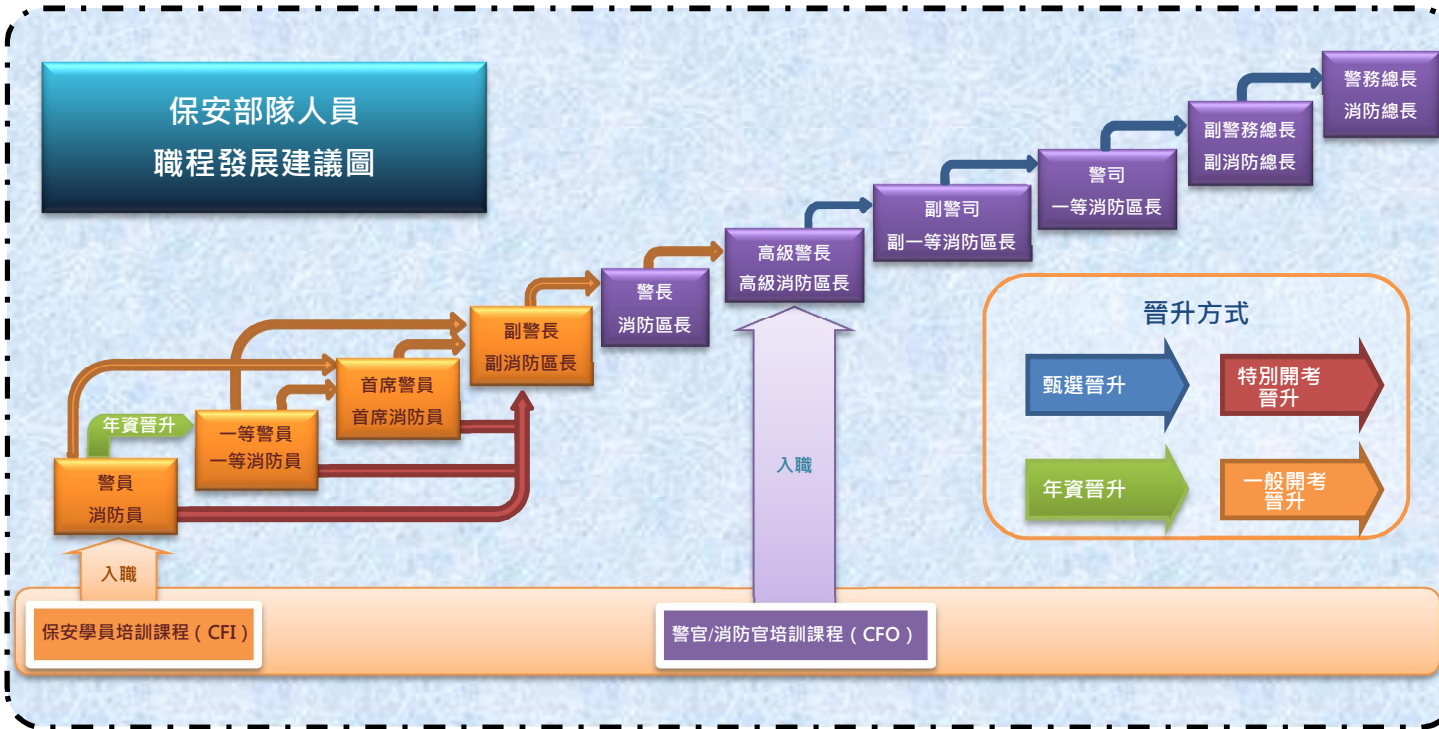 保安部隊人員
職程發展建議圖
警務總長
消防總長
副警務總長
副消防總長
警司
一等消防區長
副警司
副一等消防區長
高級警長
高級消防區長
警長
消防區長
副警長
副消防區長
首席警員
首席消防員
年資晉升
一等警員
一等消防員
警員
消防員
入職
入職
保安學員培訓課程（CFI）
警官/消防官培訓課程（CFO）
晉升方式
甄選晉升
特別開考
晉升
年資晉升
一般開考
晉升